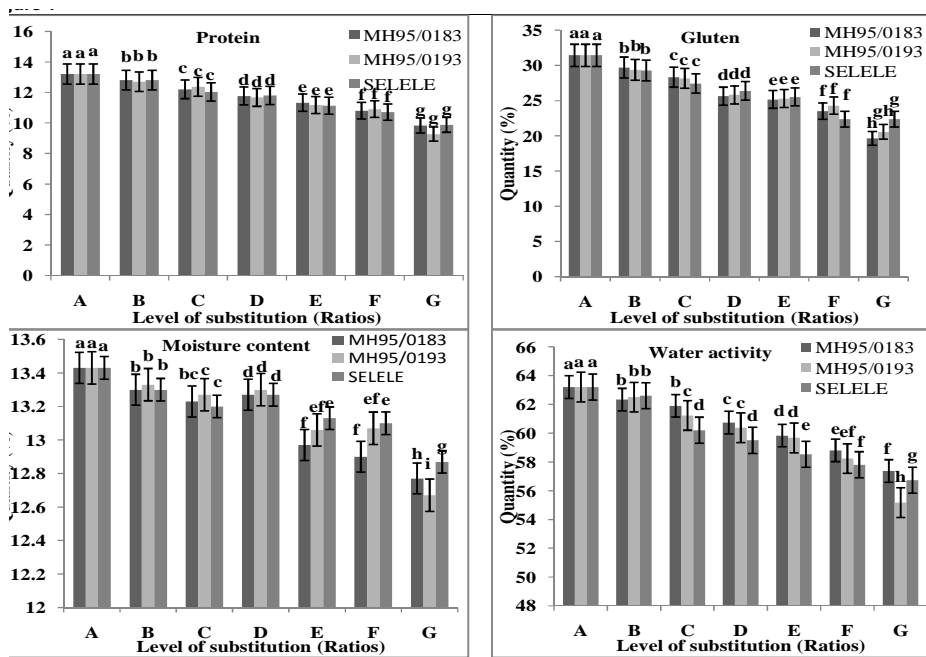 Protein
MH95/0183
MH95/0193
SELELE
16
14
12
10
8
6
4
2
0
a a a
b b b
c c c
d d d
e e e
f f f
g g g
A B C D E F G
Level of substitution (Ratios)
Gluten
MH95/0183
MH95/0193
SELELE
Quantity (%)
35
30
25
20
15
10
5
0
aa a
b b b
c c c
d d d
e e e
f f f
h gh g
A B C D E F G
Level of substitution (Ratios)
Moisture content
MH95/0183
MH95/0193
SELELE
13.6
13.4
13.2
13
12.8
12.6
12.4
12.2
12
a a a
b b b
bc c c
d d d
f ef e
f ef e
h i g
A B C D E F G
Level of substitution (Ratios)
Water activity
MH95/0183
MH95/0193
SELELE
Quantity (%)
66
64
62
60
58
56
54
52
50
48
a a a
b b b
b c d
c c d
d d e
e ef f
f h g
A B C D E F G
Level of substitution (Ratios)